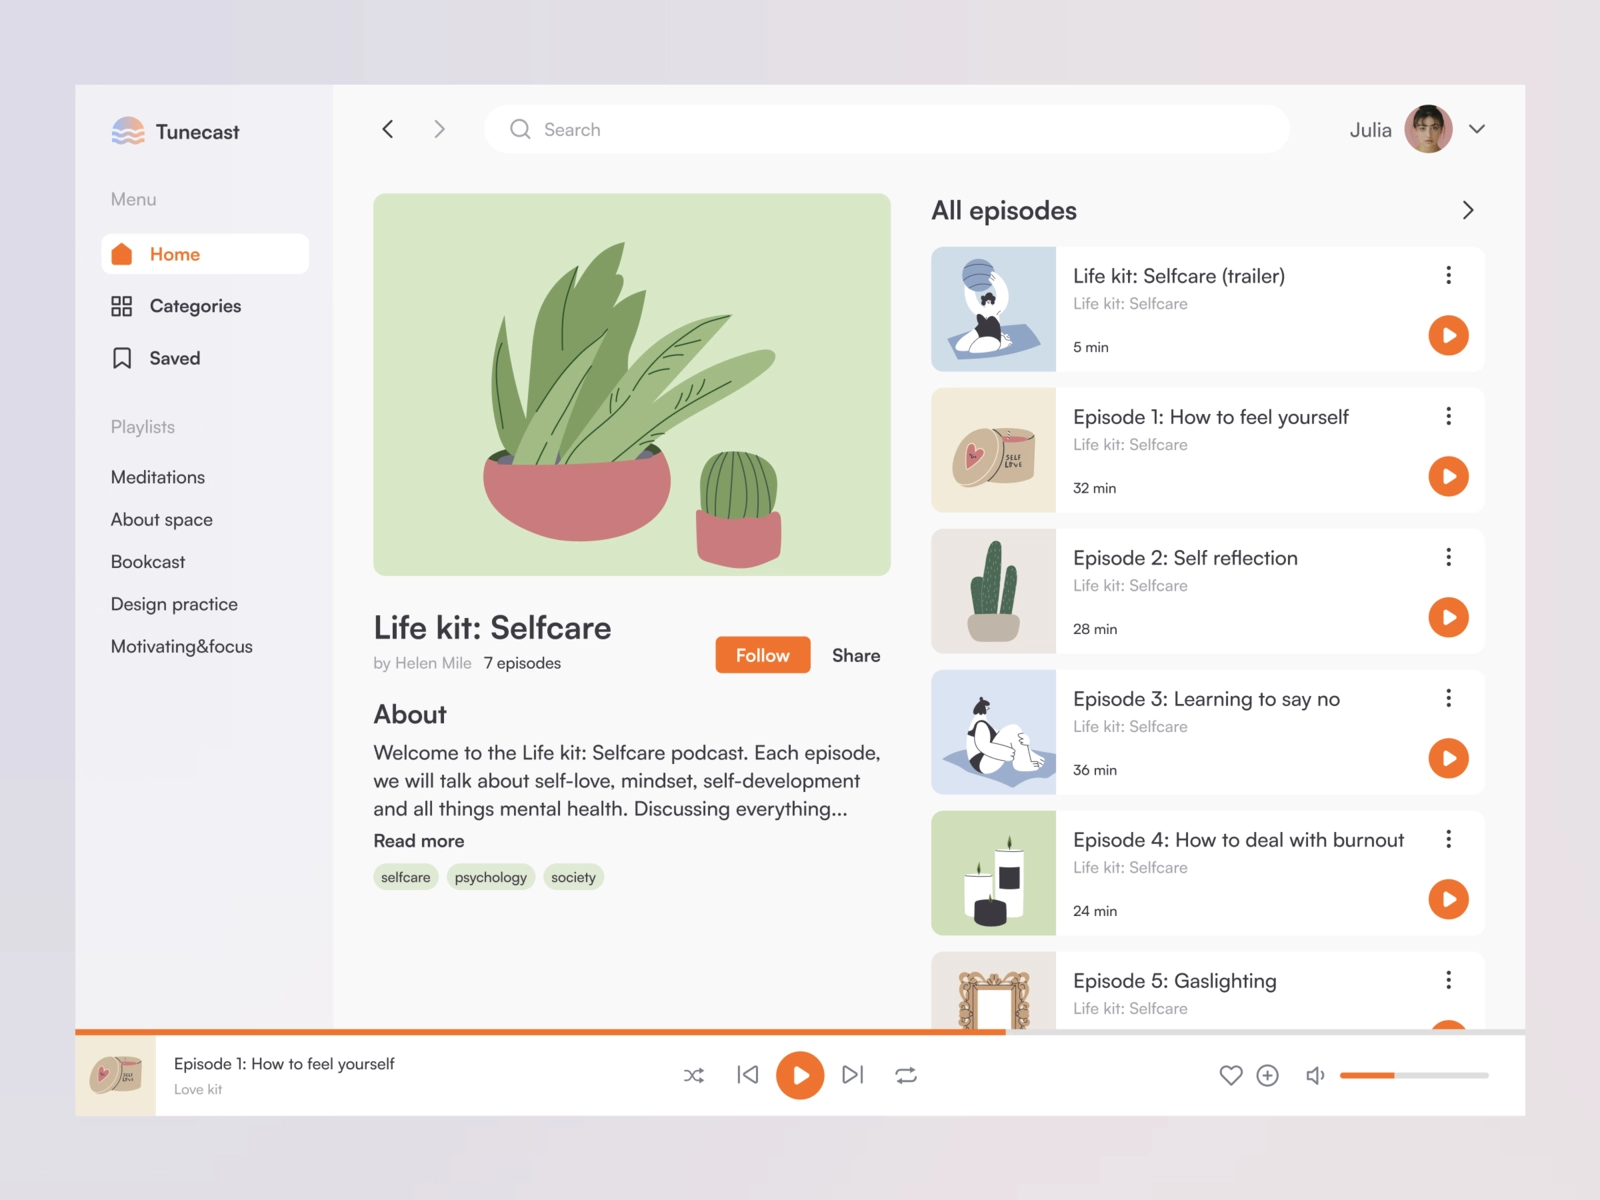 Tunecast
Menu
Home
Categories
Saved
Playlists
Meditations
About space
Bookcast
Design practice
Motivating&focus
Search
Julia
Life kit: Selfcare
by Helen Mile 7 episodes
Follow
Share
About
Welcome to the Life kit: Selfcare podcast. Each episode,
we will talk about self-love, mindset, self-development
and all things mental health. Discussing everything...
Read more
selfcare
psychology
society
All episodes
Life kit: Selfcare (trailer)
Life kit: Selfcare
5 min
SELF
LOVE
Episode 1: How to feel yourself
Life kit: Selfcare
32 min
Episode 2: Self reflection
Life kit: Selfcare
28 min
Episode 3: Learning to say no
Life kit: Selfcare
36 min
Episode 4: How to deal with burnout
Life kit: Selfcare
24 min
Episode 5: Gaslighting
Life kit: Selfcare
SELF
LOVE
Episode 1: How to feel yourself
Love kit